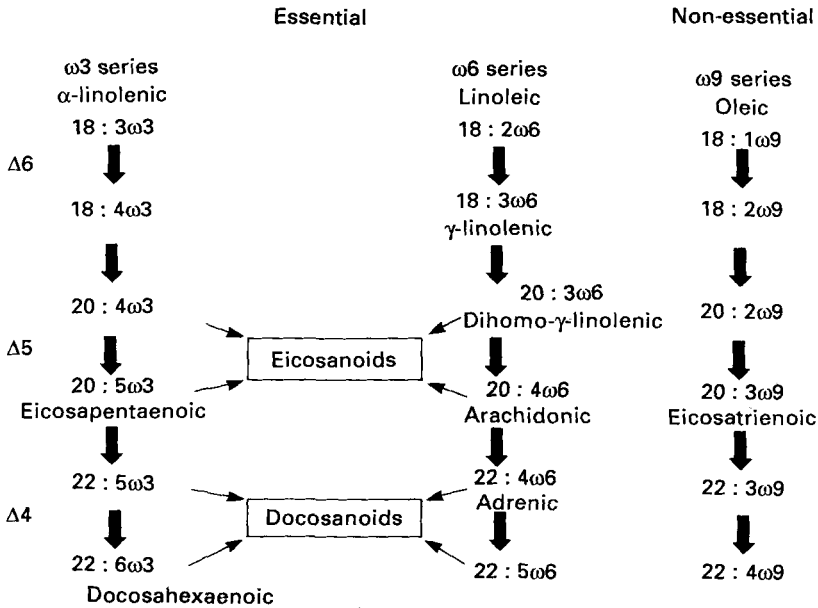 Essential
Non-essential
ω3 series
α-linolenic
18 : 3ω3
ω6 series
Linoleic
18 : 2ω6
ω9 series
Oleic
18 : 1ω9
Δ6
18 : 4ω3
18 : 3ω6
γ-linolenic
18 : 2ω9
20 : 4ω3
20 : 3ω6
Dihomo-γ-linolenic
20 : 2ω9
Δ5
Eicosanoids
20 : 5ω3
Eicosapentaenoic
20 : 4ω6
Arachidonic
20 : 3ω9
Eicosatrienoic
22 : 5ω3
22 : 4ω6
Adrenic
22 : 3ω9
Δ4
Docosanoids
22 : 6ω3
Docosahexaenoic
22 : 5ω6
22 : 4ω9